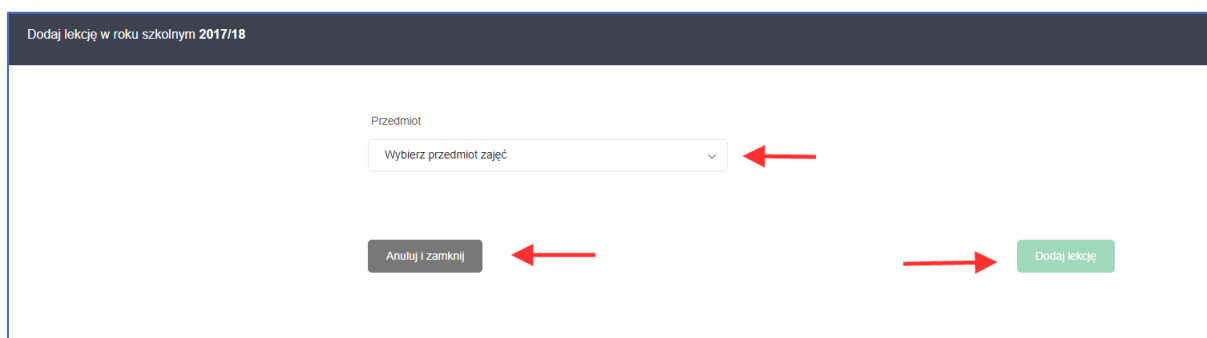 Dodaj lekcję w roku szkolnym 2017/18
Przedmiot
Wybierz przedmiot zajęć
Anuluj i zamknij
Dodaj lekcję